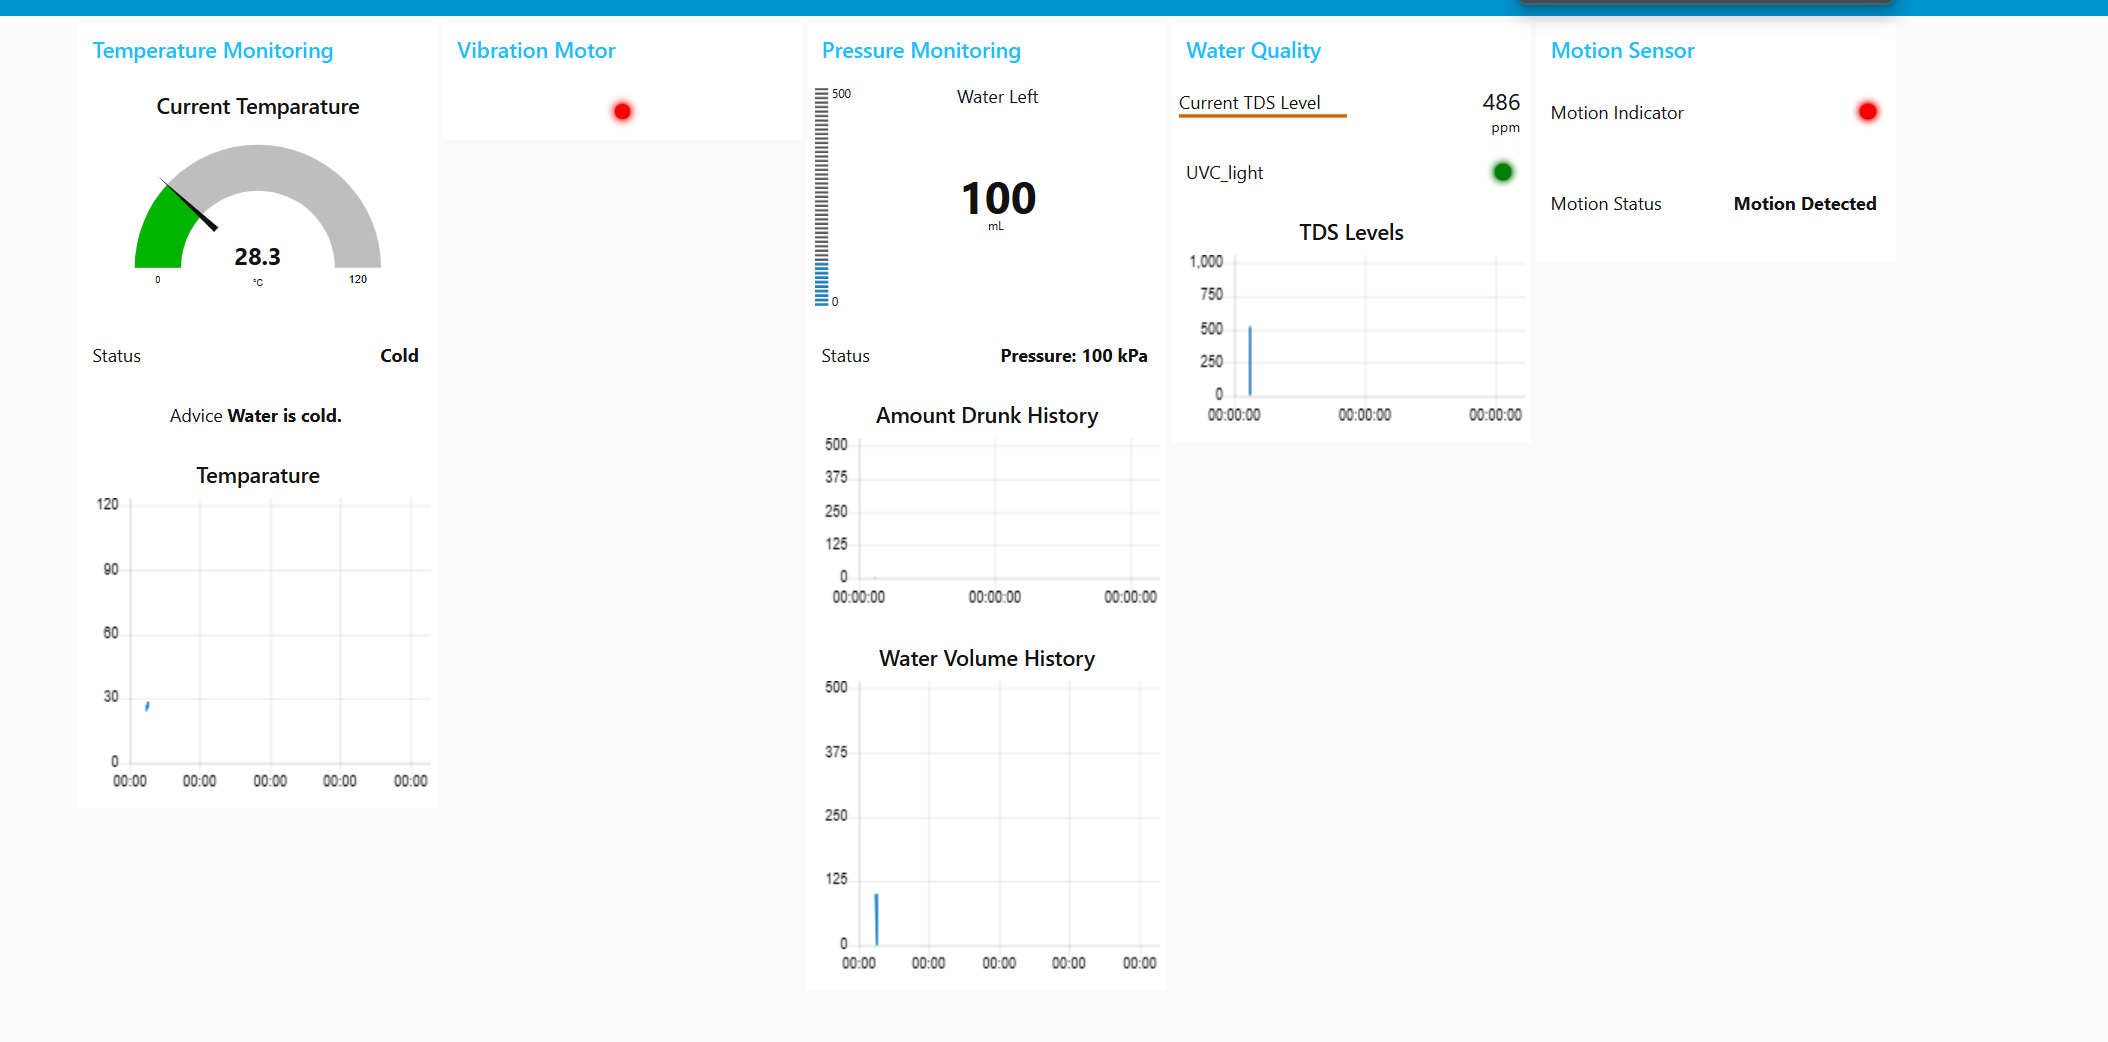 Temperature Monitoring
Current Temparature
28.3
°C
0
120
Status Cold
Advice Water is cold.
Temparature
120
90
60
30
0
00:00 00:00 00:00 00:00 00:00
Vibration Motor
Pressure Monitoring
500
Water Left
100
mL
0
Status Pressure: 100 kPa
Amount Drunk History
500
375
250
125
0
00:00:00 00:00:00 00:00:00
Water Volume History
500
375
250
125
0
00:00 00:00 00:00 00:00 00:00
Water Quality
Current TDS Level 486
ppm
UVC_light
TDS Levels
1,000
750
500
250
0
00:00:00 00:00:00 00:00:00
Motion Sensor
Motion Indicator
Motion Status Motion Detected